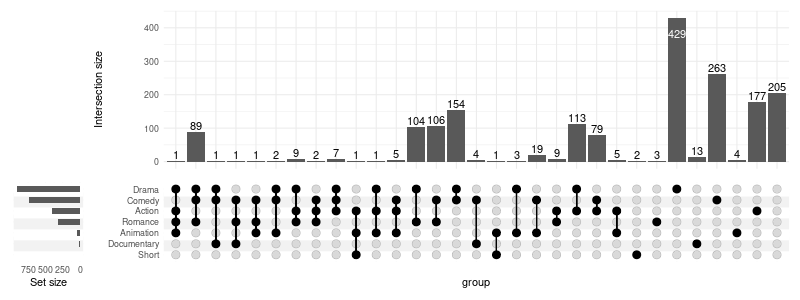 Intersection size
400
300
200
100
0
1 89 1 1 1 2 9 2 7 1 1 5 104 106 154 4 1 3 19 9 113 79 5 2 3 429 13 263 4 177 205
Drama
Comedy
Action
Romance
Animation
Documentary
Short
750 500 250 0
Set size
group